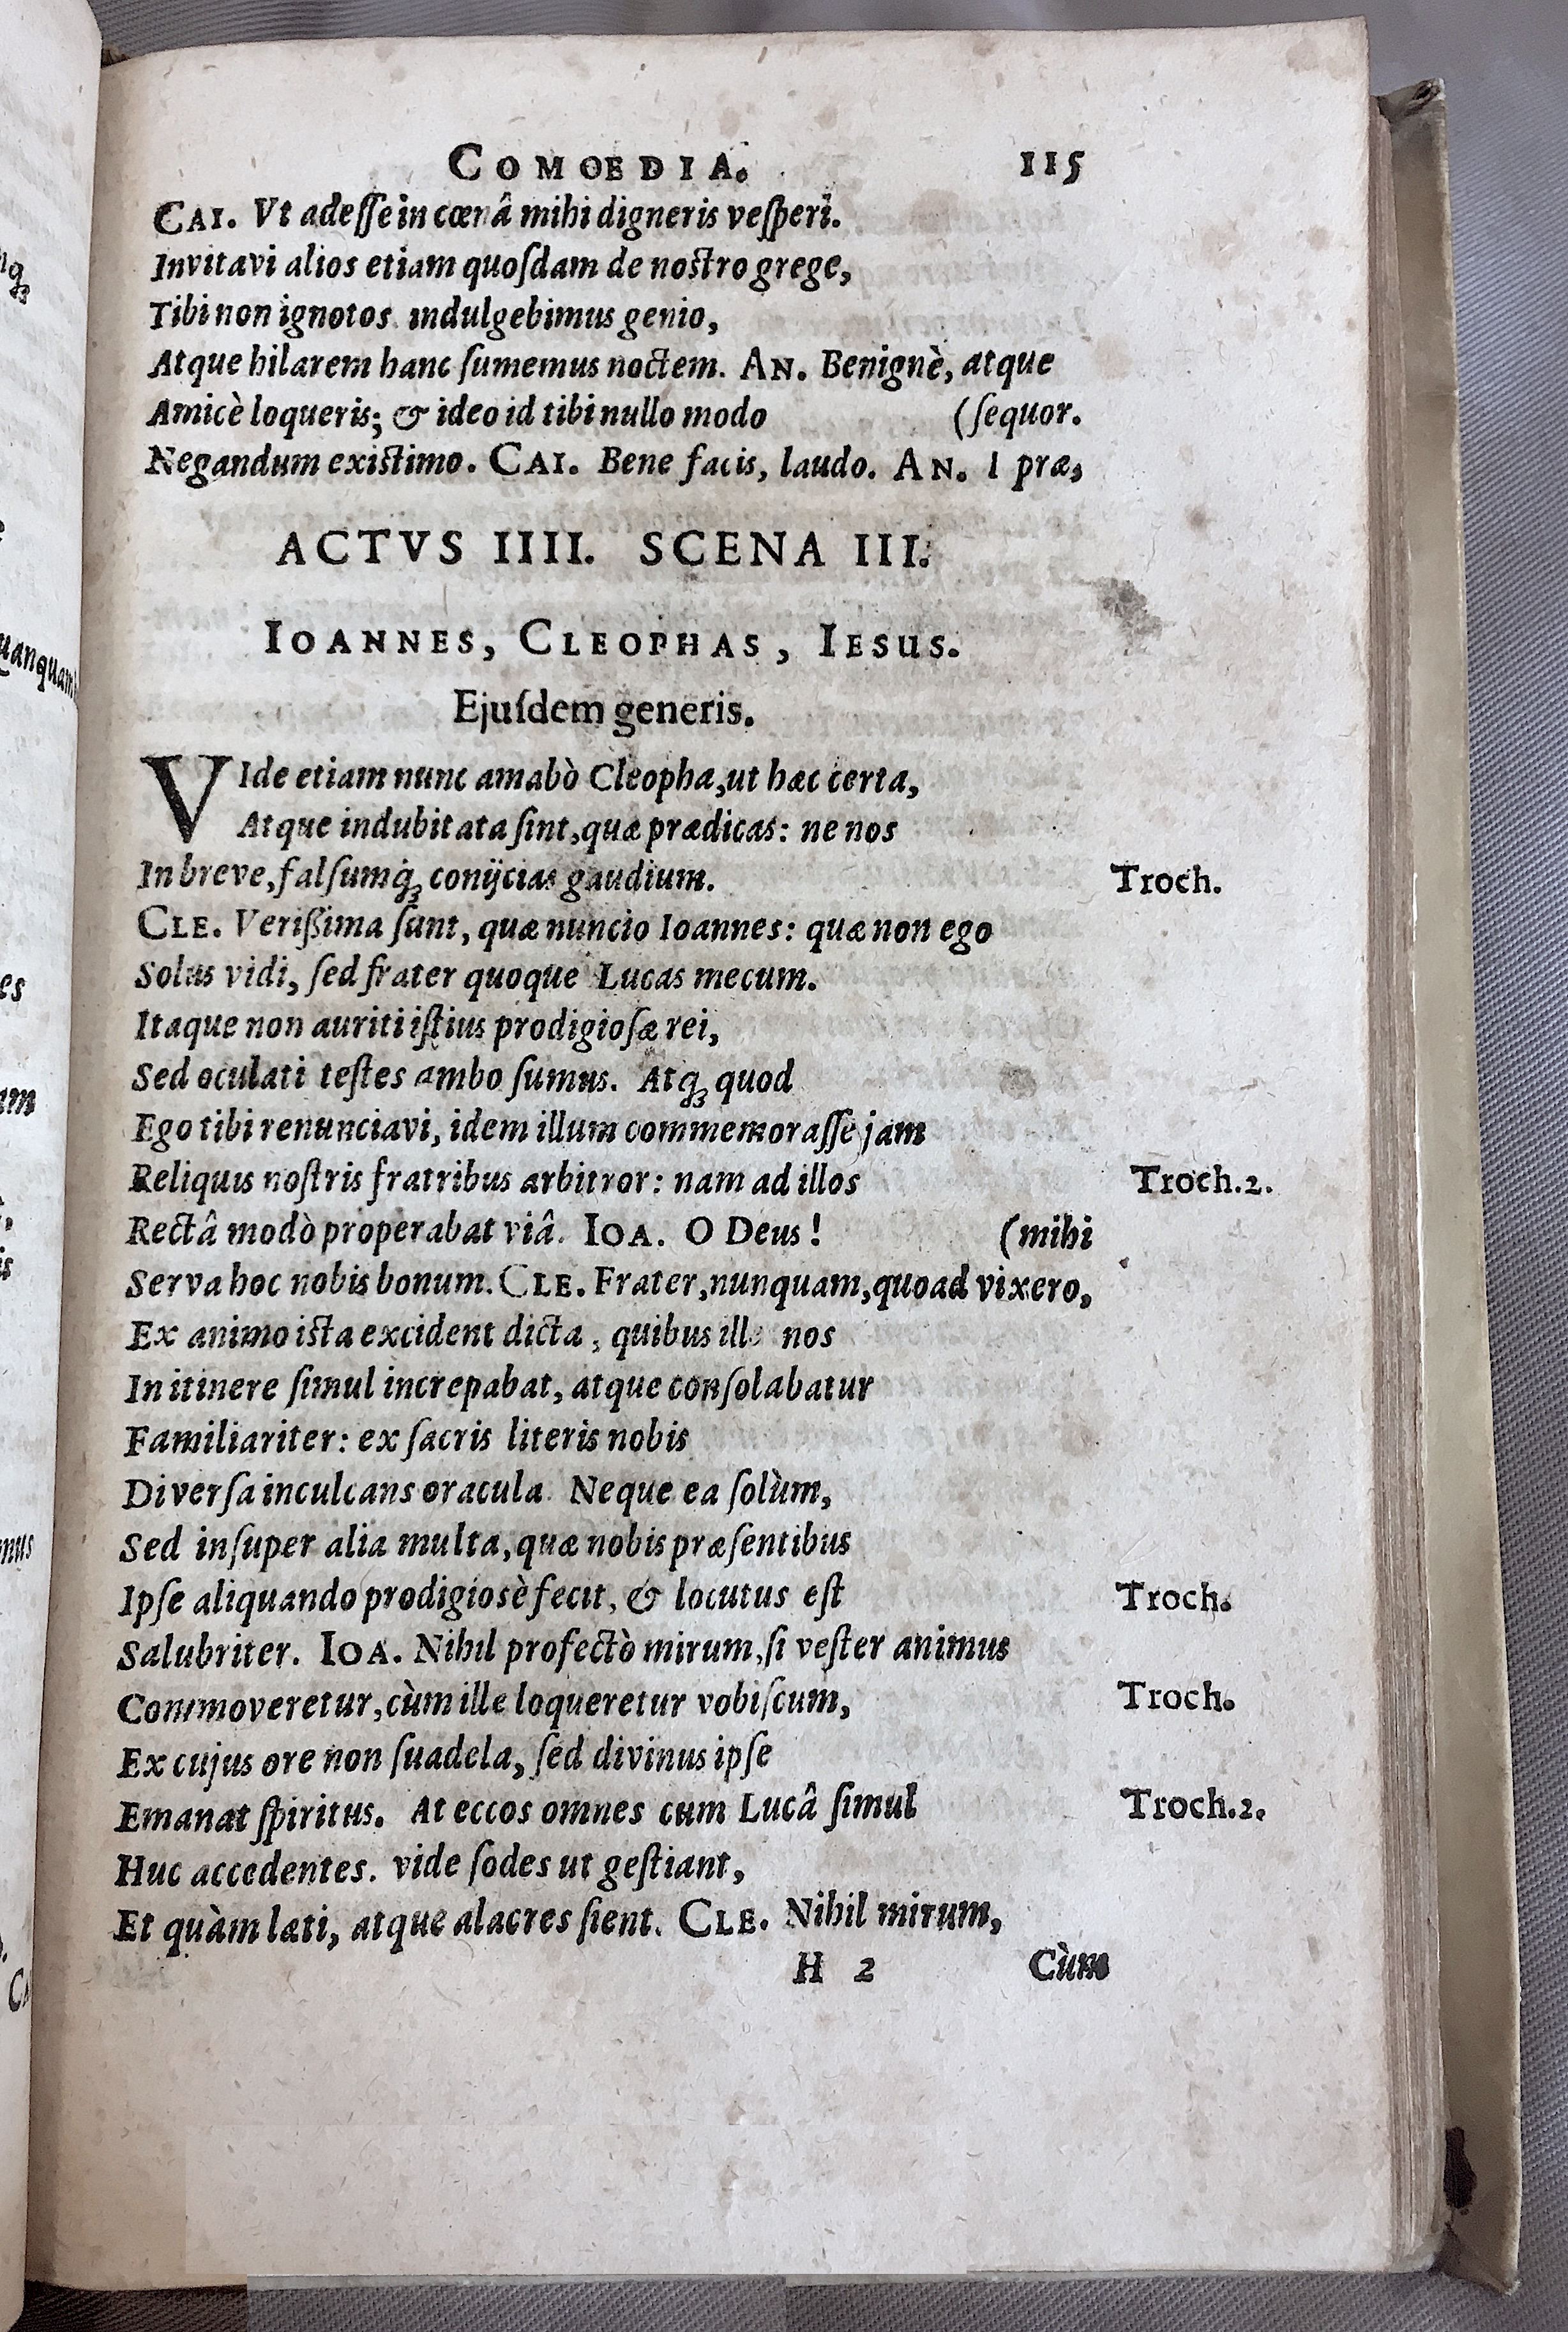 COMOEDIA. 115
CAI. Vt adeſſe in cœnâ mihi digneris veſperi.
Invitavi alios etiam quoſdam de noſtro grege,
Tibi non ignotos. indulgebimus genio,
Atque hilarem hanc ſumemus noctem. AN. Benignè, atque
Amicè loqueris; & ideo id tibi nullo modo (ſequor.
Negandum exiſtimo. CAI. Bene facis, laudo. AN. I præ,
ACTVS IIII. SCENA III.
IOANNES, CLEOPHAS, IESUS.
Ejuſdem generis.
VIde etiam nunc amabò Cleopha, ut hæc certa,
Atque indubitata ſint, quæ prædicas: ne nos
In breve, falſumq́ꝫ conijcias gaudium. Troch.
CLE. Verißima ſunt, quæ nuncio Ioannes: quæ non ego
Solus vidi, ſed frater quoque Lucas mecum.
Itaque non auriti iſtius prodigioſæ rei,
Sed oculati teſtes ambo ſumus. Atqꝫ quod
Ego tibi renunciavi, idem illum commemoraſſe jam
Reliquis noſtris fratribus arbitror: nam ad illos Troch.2.
Rectâ modò properabat viâ. IOA. O Deus! (mihi
Serva hoc nobis bonum. CLE. Frater, nunquam, quoad vixero,
Ex animo iſta excident dicta, quibus ille nos
In itinere ſimul increpabat, atque conſolabatur
Familiariter: ex ſacris literis nobis
Diverſa inculcans oracula. Neque ea ſolùm,
Sed inſuper alia multa, quæ nobis præſentibus
Ipſe aliquando prodigiosè fecit, & locutus eſt Troch.
Salubriter. IOA. Nihil profectò mirum, ſi veſter animus
Commoveretur, cùm ille loqueretur vobiſcum, Troch.
Ex cujus ore non ſuadela, ſed divinus ipſe
Emanat ſpiritus. At eccos omnes cum Lucâ ſimul Troch.2.
Huc accedentes. vide ſodes ut geſtiant,
Et quàm læti, atque alacres ſient. CLE. Nihil mirum,
H 2 Cùm